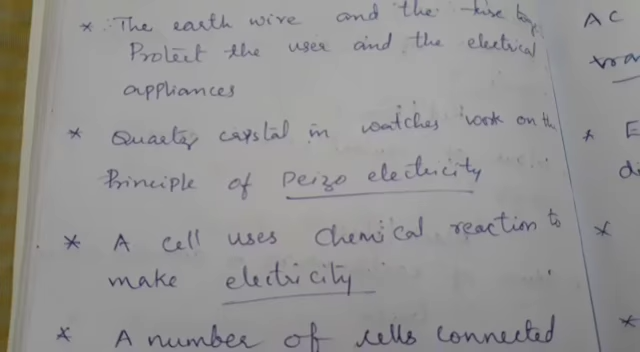 * The earth wire and the
Protect the user and the electrical
appliances
* Quartz crystal in watches work on the
Principle of Peizo electricity
* A cell uses Chemical reaction to
make electricity
* A number of cells connected
AC
* E
*
*